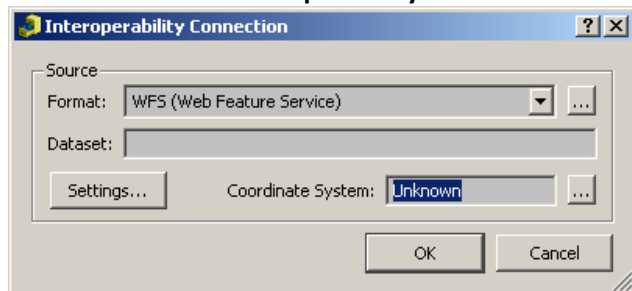 Interoperability Connection
Source
Format: WFS (Web Feature Service) ...
Dataset:
Settings... Coordinate System: Unknown ...
OK Cancel